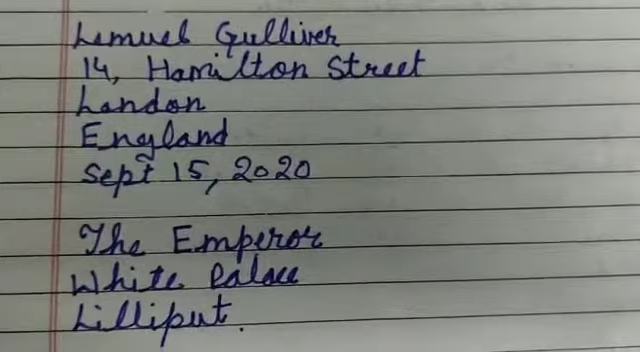 Lemuel Gulliver
14, Hamilton Street
London
England
Sept 15, 2020
The Emperor
White Palace
Lilliput.